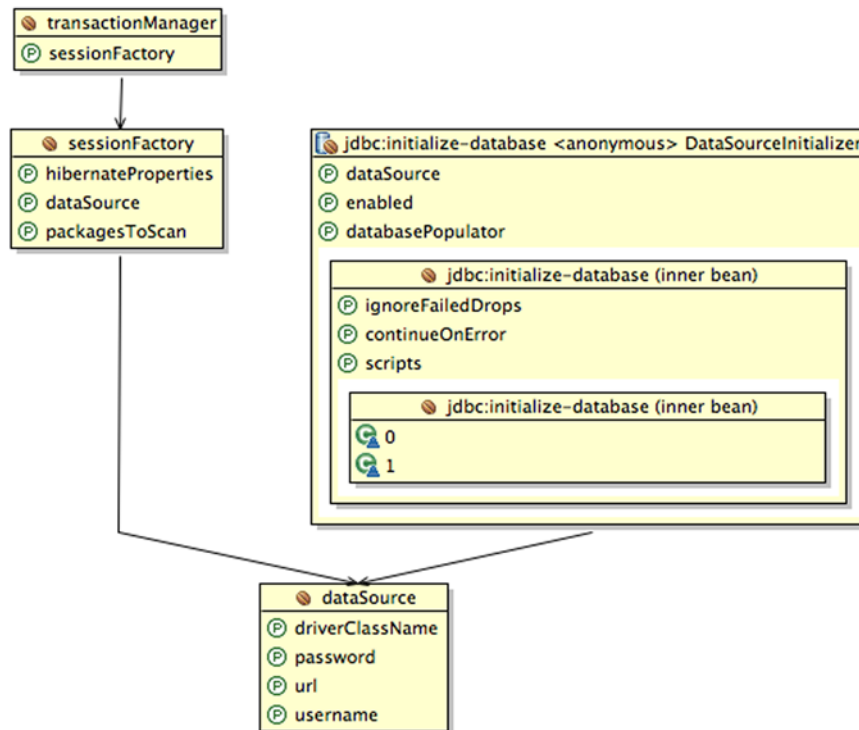 transactionManager
sessionFactory
sessionFactory
hibernateProperties
dataSource
packagesToScan
jdbc:initialize-database <anonymous> DataSourceInitializer
dataSource
enabled
databasePopulator
jdbc:initialize-database (inner bean)
ignoreFailedDrops
continueOnError
scripts
jdbc:initialize-database (inner bean)
0
1
dataSource
driverClassName
password
url
username